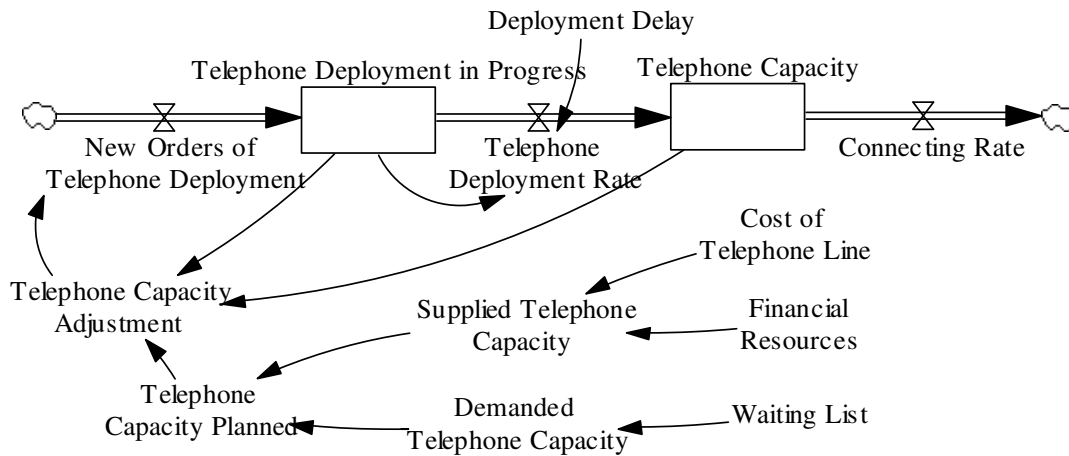 Deployment Delay
Telephone Deployment in Progress
Telephone Capacity
New Orders of
Telephone Deployment
Telephone
Deployment Rate
Connecting Rate
Cost of
Telephone Line
Telephone Capacity
Adjustment
Supplied Telephone
Capacity
Financial
Resources
Telephone
Capacity Planned
Demanded
Telephone Capacity
Waiting List